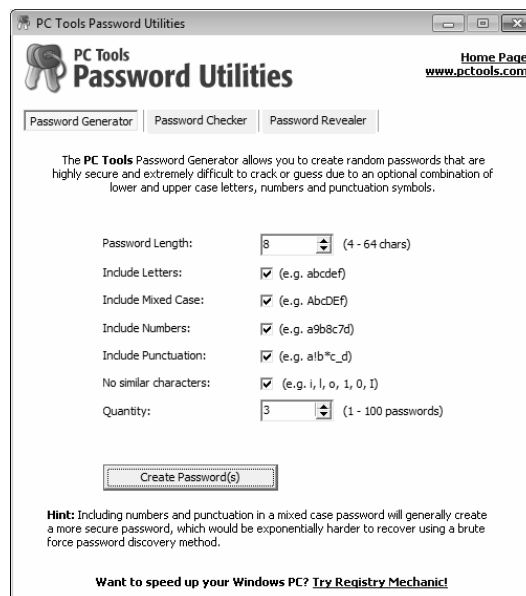 PC Tools Password Utilities
PC Tools
Password Utilities
Home Page
www.pctools.com
Password Generator Password Checker Password Revealer
The PC Tools Password Generator allows you to create random passwords that are
highly secure and extremely difficult to crack or guess due to an optional combination of
lower and upper case letters, numbers and punctuation symbols.
Password Length: 8 (4 - 64 chars)
Include Letters: (e.g. abcdef)
Include Mixed Case: (e.g. AbcDEf)
Include Numbers: (e.g. a9b8c7d)
Include Punctuation: (e.g. a!b*c_d)
No similar characters: (e.g. i, l, o, 1, 0, I)
Quantity: 3 (1 - 100 passwords)
Create Password(s)
Hint: Including numbers and punctuation in a mixed case password will generally create
a more secure password, which would be exponentially harder to recover using a brute
force password discovery method.
Want to speed up your Windows PC? Try Registry Mechanic!